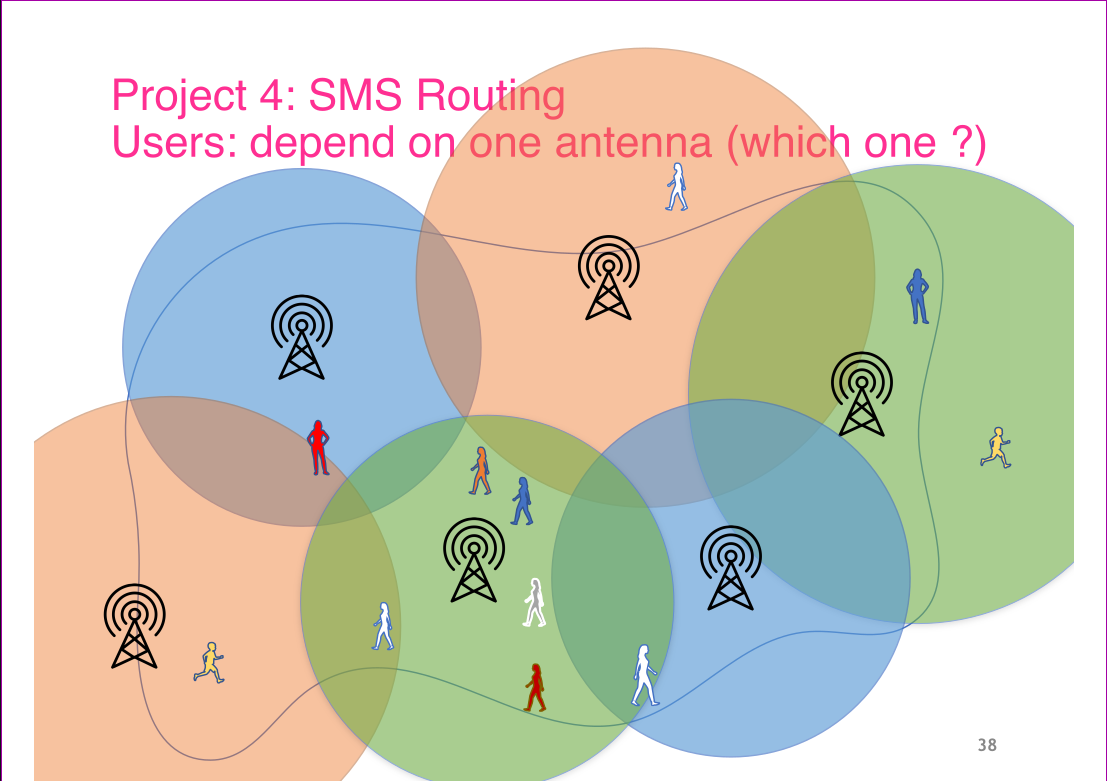 Project 4: SMS Routing
Users: depend on one antenna (which one ?)
38